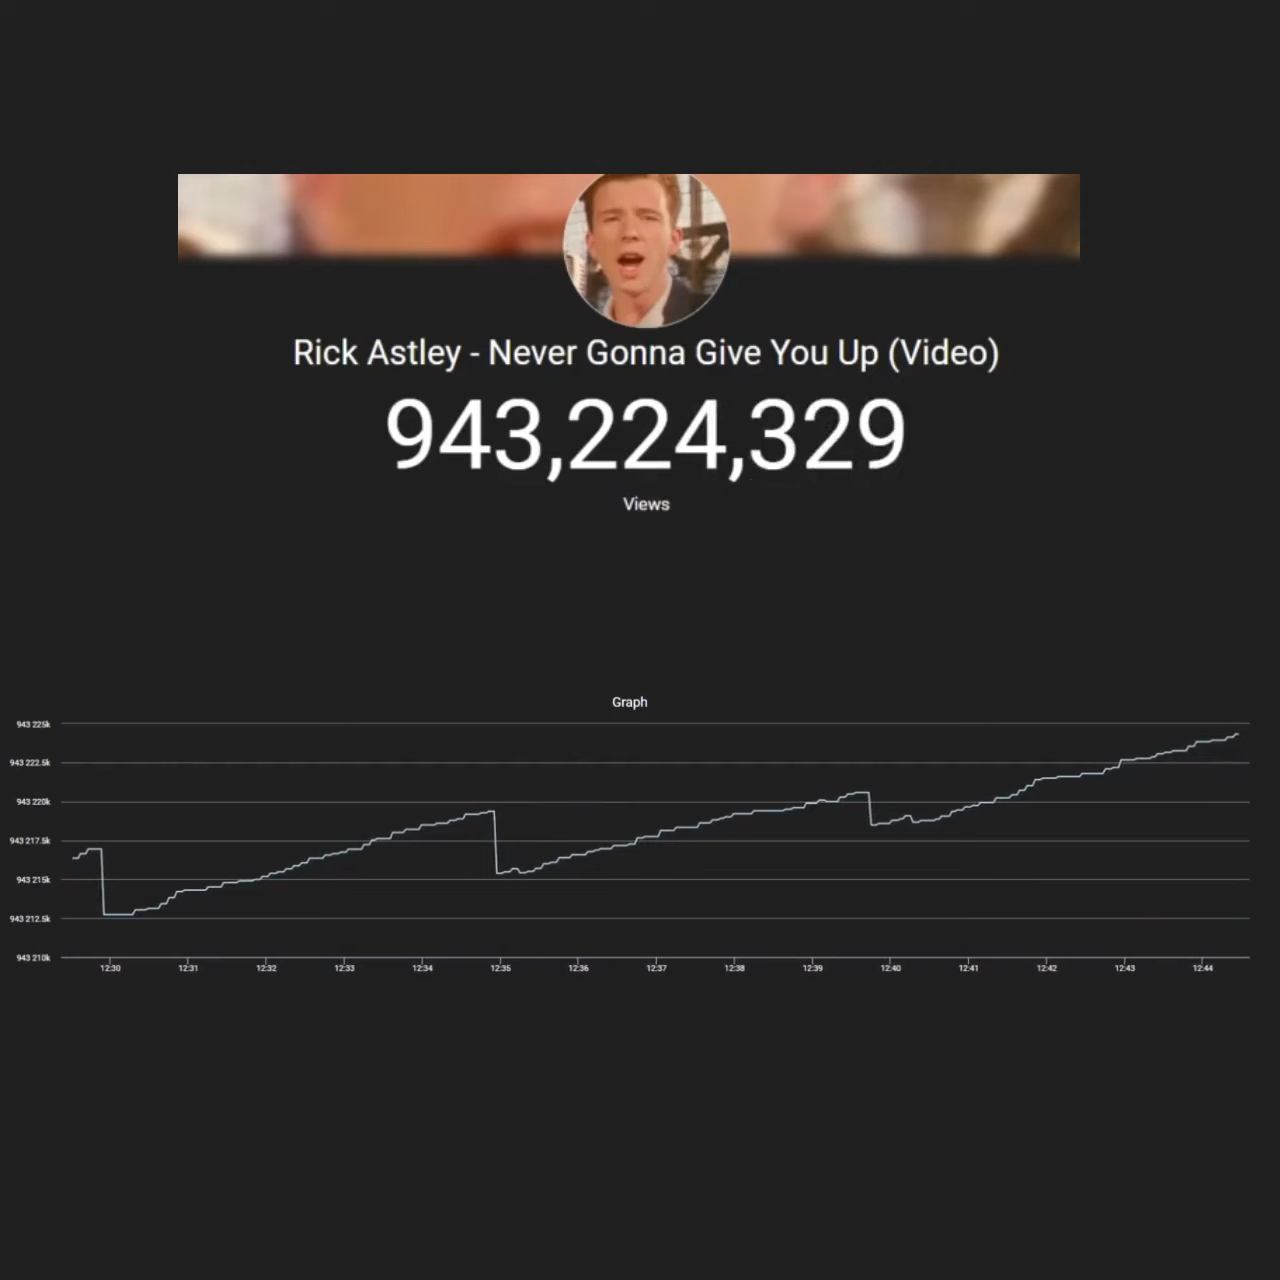 Rick Astley - Never Gonna Give You Up (Video)
943,224,329
Views
Graph
943 225k
943 222.5k
943 220k
943 217.5k
943 215k
943 212.5k
943 210k
12:30 12:31 12:32 12:33 12:34 12:35 12:36 12:37 12:38 12:39 12:40 12:41 12:42 12:43 12:44